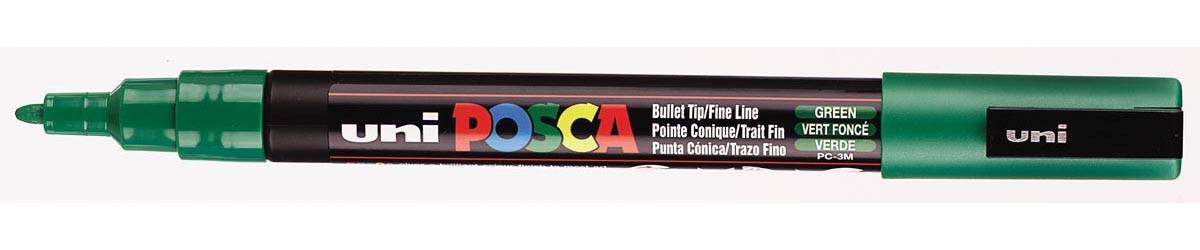 uni POSCA
Bullet Tip/Fine Line
Pointe Conique/Trait Fin
Punta Cónica/Trazo Fino
GREEN
VERT FONCÉ
VERDE
PC-3M
uni